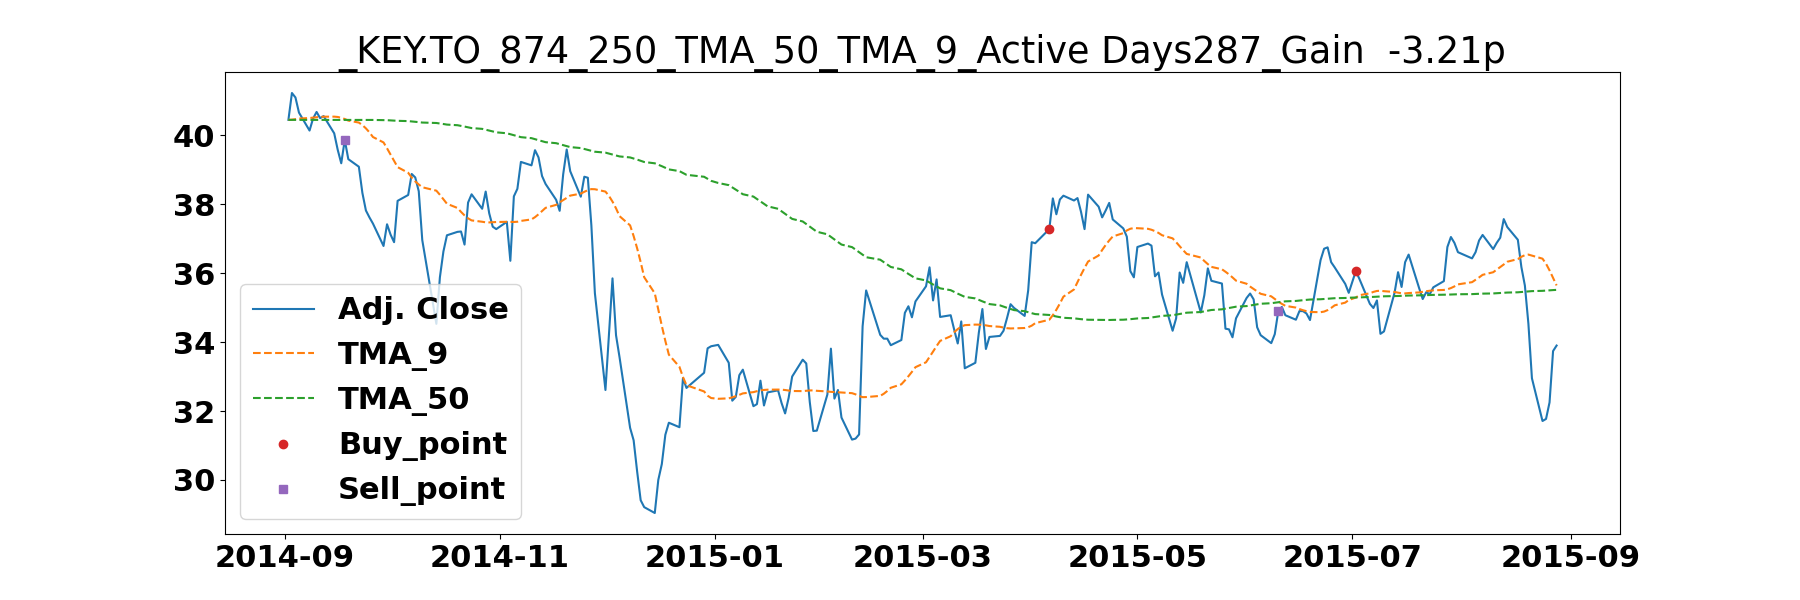 _KEY.TO_874_250_TMA_50_TMA_9_Active Days287_Gain  -3.21p
40
38
36
34
32
30
Adj. Close
TMA_9
TMA_50
Buy_point
Sell_point
2014-09 2014-11 2015-01 2015-03 2015-05 2015-07 2015-09